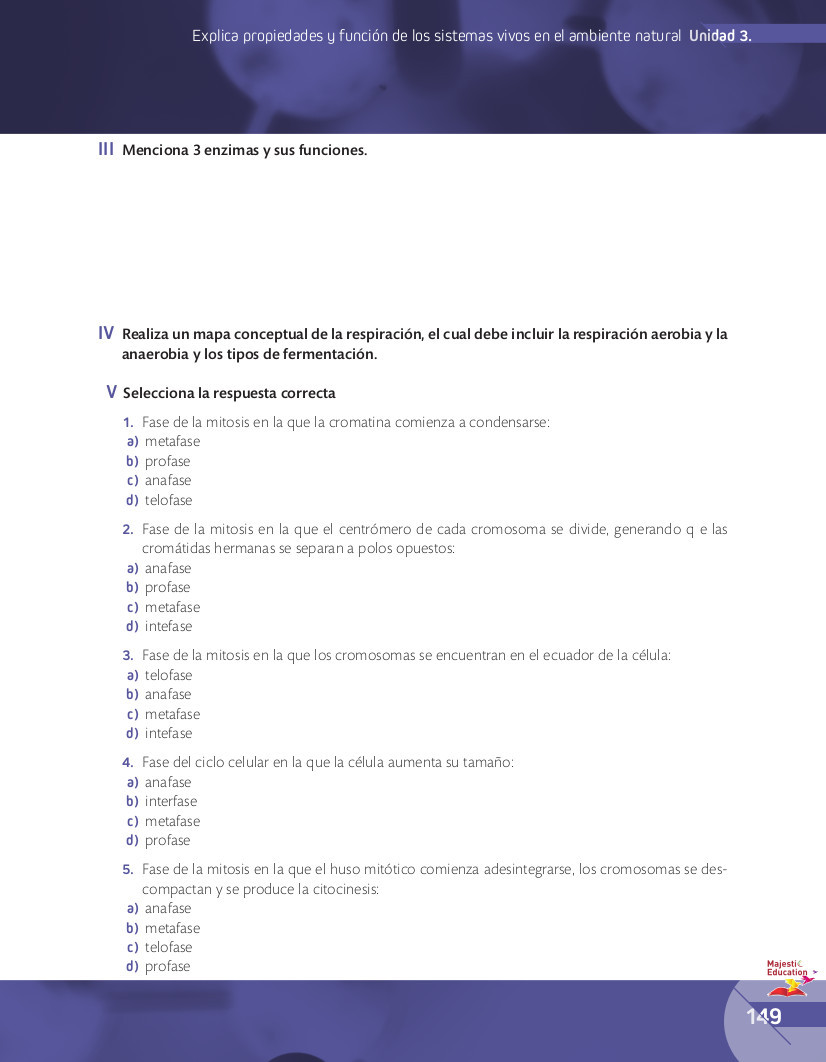 Explica propiedades y función de los sistemas vivos en el ambiente natural Unidad 3.
III Menciona 3 enzimas y sus funciones.
IV Realiza un mapa conceptual de la respiración, el cual debe incluir la respiración aerobia y la
anaerobia y los tipos de fermentación.
V Selecciona la respuesta correcta
1. Fase de la mitosis en la que la cromatina comienza a condensarse:
a) metafase
b) profase
c) anafase
d) telofase
2. Fase de la mitosis en la que el centrómero de cada cromosoma se divide, generando q e las
cromátidas hermanas se separan a polos opuestos:
a) anafase
b) profase
c) metafase
d) intefase
3. Fase de la mitosis en la que los cromosomas se encuentran en el ecuador de la célula:
a) telofase
b) anafase
c) metafase
d) intefase
4. Fase del ciclo celular en la que la célula aumenta su tamaño:
a) anafase
b) interfase
c) metafase
d) profase
5. Fase de la mitosis en la que el huso mitótico comienza adesintegrarse, los cromosomas se des-
compactan y se produce la citocinesis:
a) anafase
b) metafase
c) telofase
d) profase
Majestic
Education
149